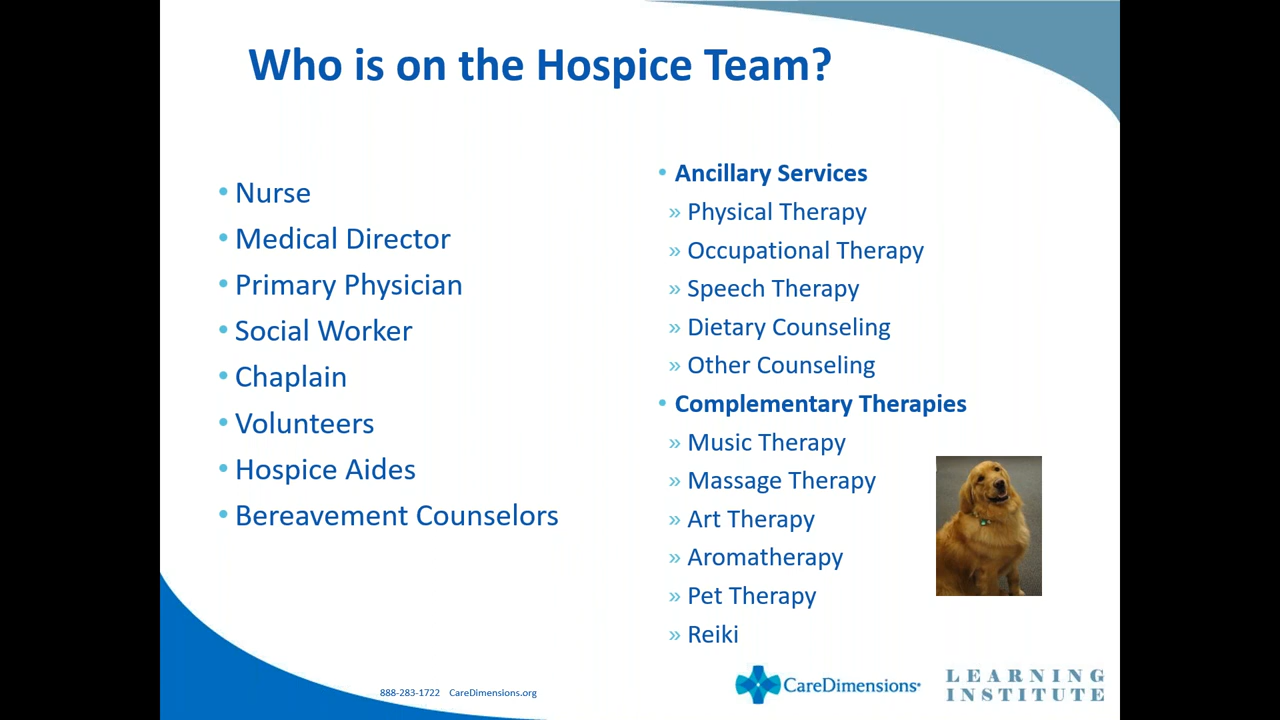 Who is on the Hospice Team?
• Nurse
• Medical Director
• Primary Physician
• Social Worker
• Chaplain
• Volunteers
• Hospice Aides
• Bereavement Counselors
• Ancillary Services
» Physical Therapy
» Occupational Therapy
» Speech Therapy
» Dietary Counseling
» Other Counseling
• Complementary Therapies
» Music Therapy
» Massage Therapy
» Art Therapy
» Aromatherapy
» Pet Therapy
» Reiki
888-283-1722 CareDimensions.org
CareDimensions
LEARNING
INSTITUTE